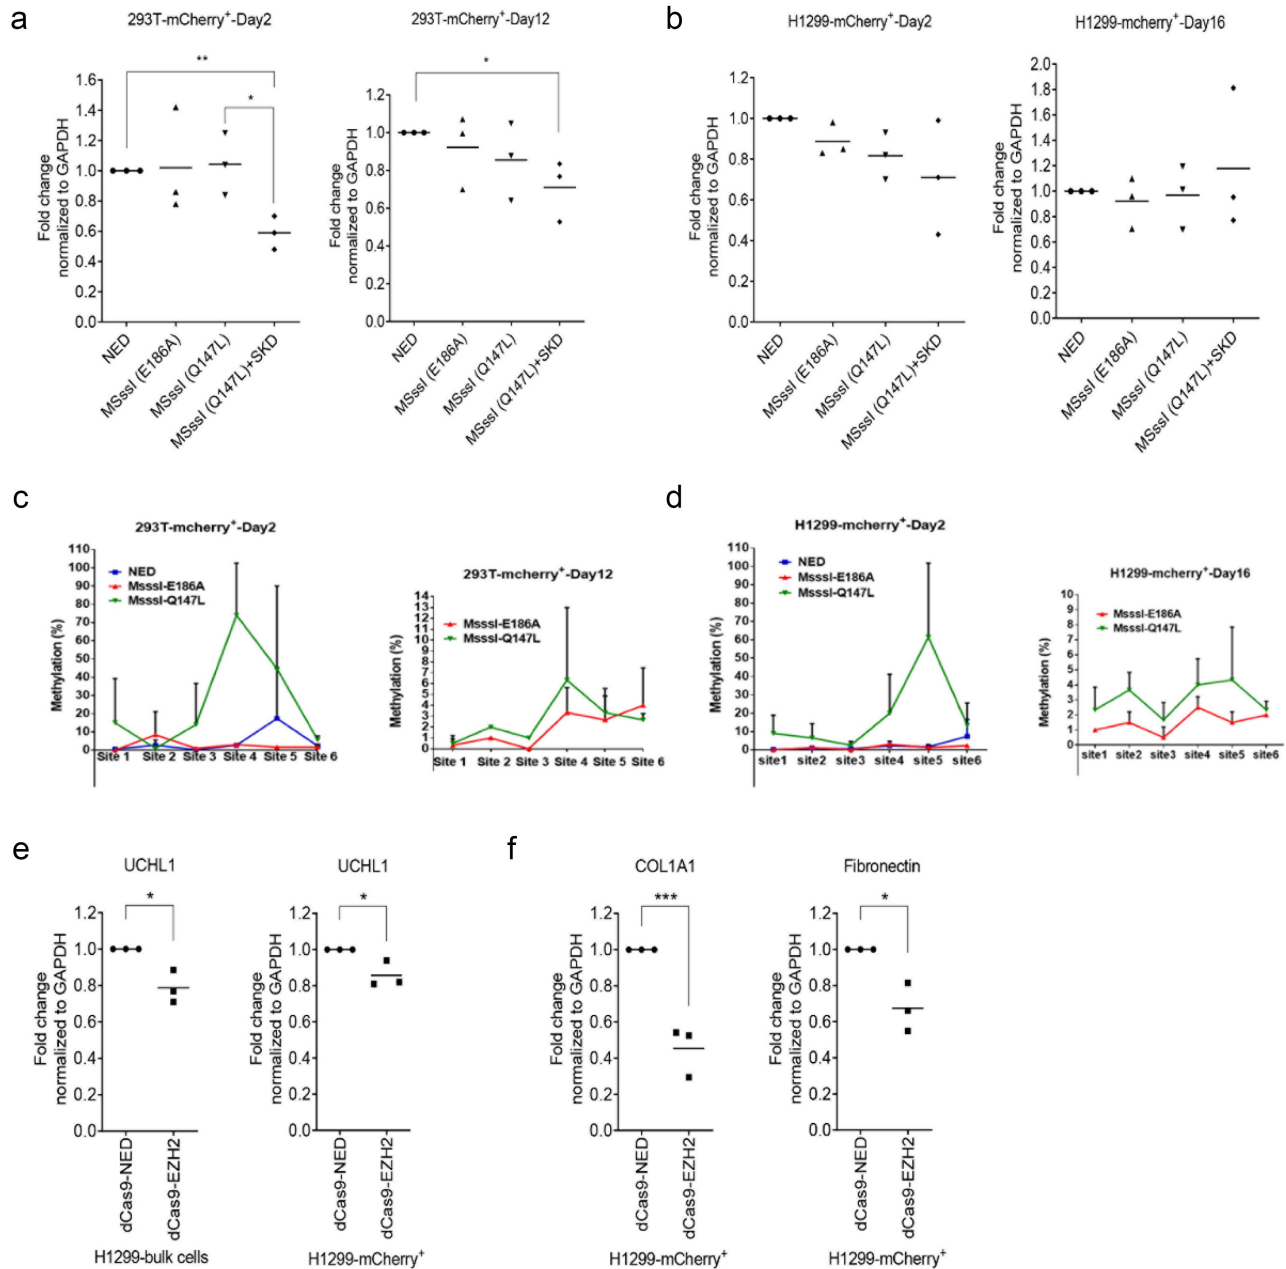 a
293T-mCherry+-Day2
293T-mCherry+-Day12
b
H1299-mCherry+-Day2
H1299-mcherry+-Day16
**
*
*
Fold change
normalized to GAPDH
1.6
1.4
1.2
1.0
0.8
0.6
0.4
0.2
0.0
NED
MSssI (E186A)
MSssI (Q147L)
MSssI (Q147L)+SKD
Fold change
normalized to GAPDH
1.2
1.0
0.8
0.6
0.4
0.2
0.0
NED
MSssI (E186A)
MSssI (Q147L)
MSssI (Q147L)+SKD
Fold change
normalized to GAPDH
1.2
1.0
0.8
0.6
0.4
0.2
0.0
NED
MSssI (E186A)
MSssI (Q147L)
MSssI (Q147L)+SKD
Fold change
normalized to GAPDH
2.0
1.8
1.6
1.4
1.2
1.0
0.8
0.6
0.4
0.2
0.0
NED
MSssI (E186A)
MSssI (Q147L)
MSssI (Q147L)+SKD
c
293T-mcherry+-Day2
Methylation (%)
110
100
90
80
70
60
50
40
30
20
10
0
NED
MsssI-E186A
MsssI-Q147L
Site 1 Site 2 Site 3 Site 4 Site 5 Site 6
293T-mcherry+-Day12
Methylation (%)
14
13
12
11
10
9
8
7
6
5
4
3
2
1
0
MsssI-E186A
MsssI-Q147L
Site 1 Site 2 Site 3 Site 4 Site 5 Site 6
d
H1299-mcherry+-Day2
Methylation (%)
110
100
90
80
70
60
50
40
30
20
10
0
NED
MsssI-E186A
MsssI-Q147L
site1 site2 site3 site4 site5 site6
H1299-mcherry+-Day16
Methylation (%)
10
9
8
7
6
5
4
3
2
1
0
MsssI-E186A
MsssI-Q147L
site1 site2 site3 site4 site5 site6
e
UCHL1
*
Fold change
normalized to GAPDH
1.2
1.0
0.8
0.6
0.4
0.2
0.0
dCas9-NED
dCas9-EZH2
H1299-bulk cells
UCHL1
*
Fold change
normalized to GAPDH
1.2
1.0
0.8
0.6
0.4
0.2
0.0
dCas9-NED
dCas9-EZH2
H1299-mCherry+
f
COL1A1
***
Fold change
normalized to GAPDH
1.2
1.0
0.8
0.6
0.4
0.2
0.0
dCas9-NED
dCas9-EZH2
H1299-mCherry+
Fibronectin
*
Fold change
normalized to GAPDH
1.2
1.0
0.8
0.6
0.4
0.2
0.0
dCas9-NED
dCas9-EZH2
H1299-mCherry+